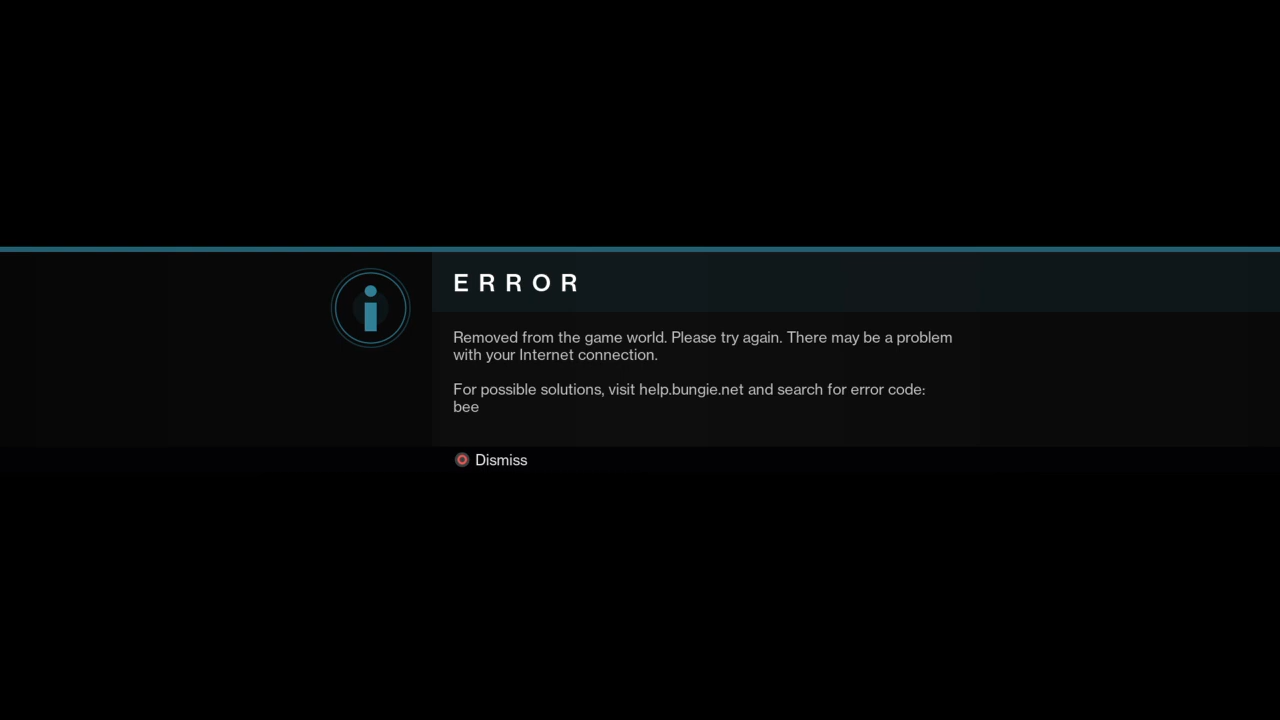 ERROR
Removed from the game world. Please try again. There may be a problem
with your Internet connection.
For possible solutions, visit help.bungie.net and search for error code:
bee
Dismiss